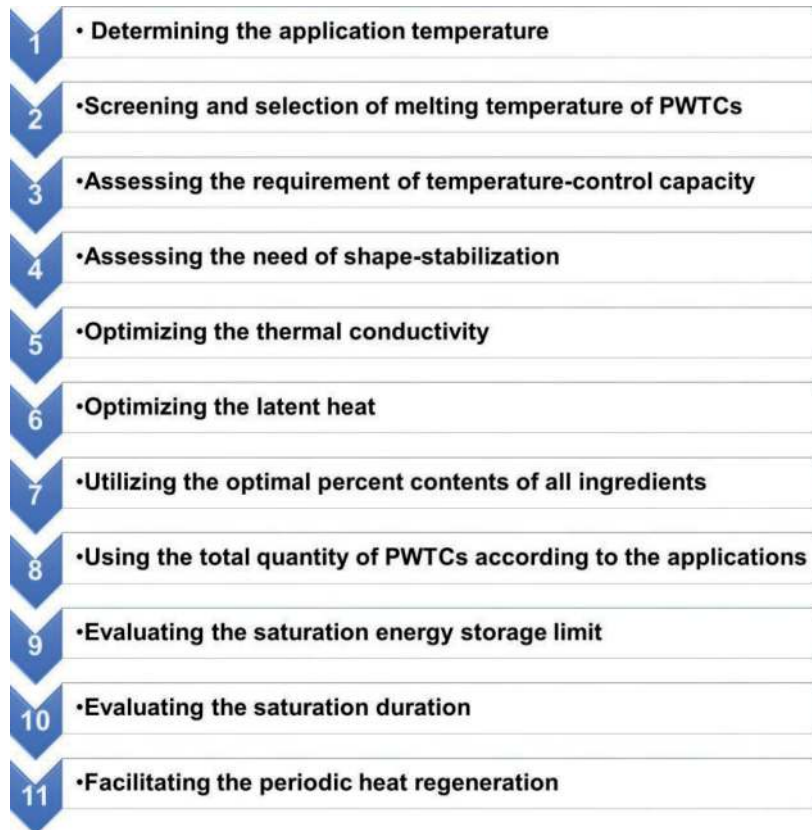 1 • Determining the application temperature
2 •Screening and selection of melting temperature of PWTCs
3 •Assessing the requirement of temperature-control capacity
4 •Assessing the need of shape-stabilization
5 •Optimizing the thermal conductivity
6 •Optimizing the latent heat
7 •Utilizing the optimal percent contents of all ingredients
8 •Using the total quantity of PWTCs according to the applications
9 •Evaluating the saturation energy storage limit
10 •Evaluating the saturation duration
11 •Facilitating the periodic heat regeneration